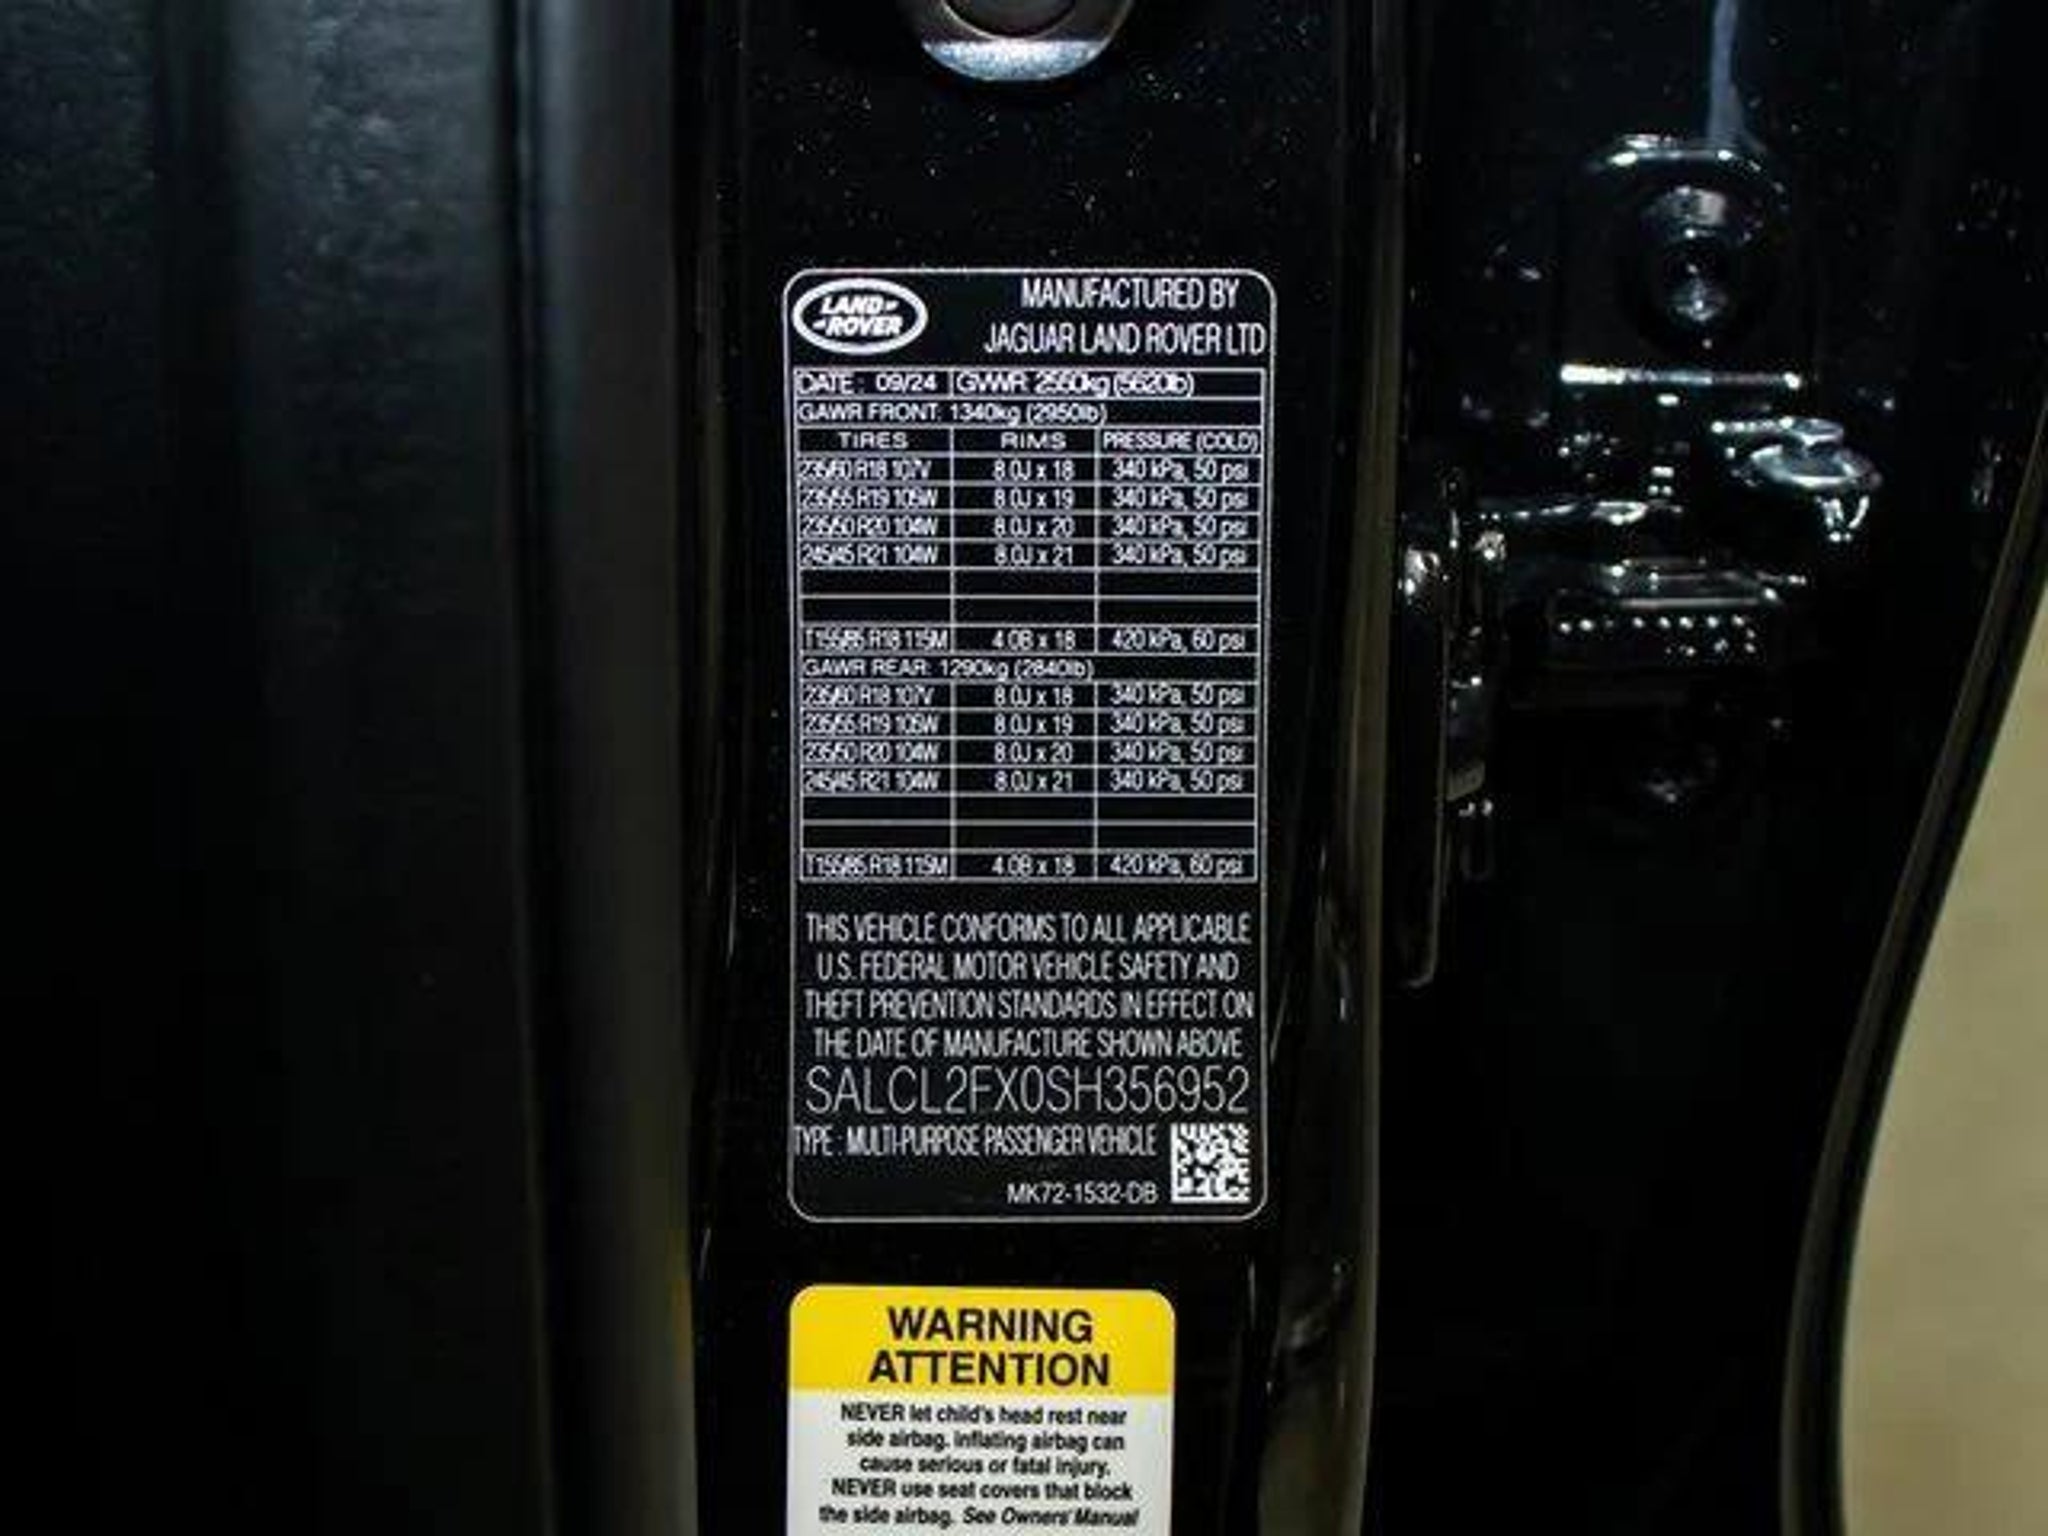 LAND ROVER
MANUFACTURED BY
JAGUAR LAND ROVER LTD
DATE : 09/24 GVWR 2550kg (5620lb)
GAWR FRONT: 1340kg (2950lb)
TIRES RIMS PRESSURE (COLD)
235/60 R18 107V 8.0J x 18 340 kPa, 50 psi
235/55 R19 105W 8.0J x 19 340 kPa, 50 psi
235/50 R20 104W 8.0J x 20 340 kPa, 50 psi
245/45 R21 104W 8.0J x 21 340 kPa, 50 psi
T155/85 R18 115M 4.0B x 18 420 kPa, 60 psi
GAWR REAR: 1290kg (2840lb)
235/60 R18 107V 8.0J x 18 340 kPa, 50 psi
235/55 R19 105W 8.0J x 19 340 kPa, 50 psi
235/50 R20 104W 8.0J x 20 340 kPa, 50 psi
245/45 R21 104W 8.0J x 21 340 kPa, 50 psi
T155/85 R18 115M 4.0B x 18 420 kPa, 60 psi
THIS VEHICLE CONFORMS TO ALL APPLICABLE
U.S. FEDERAL MOTOR VEHICLE SAFETY AND
THEFT PREVENTION STANDARDS IN EFFECT ON
THE DATE OF MANUFACTURE SHOWN ABOVE
SALCL2FX0SH356952
TYPE : MULTI-PURPOSE PASSENGER VEHICLE
MK72-1532-DB
WARNING
ATTENTION
NEVER let child's head rest near
side airbag. Inflating airbag can
cause serious or fatal injury.
NEVER use seat covers that block
the side airbag. See Owners' Manual